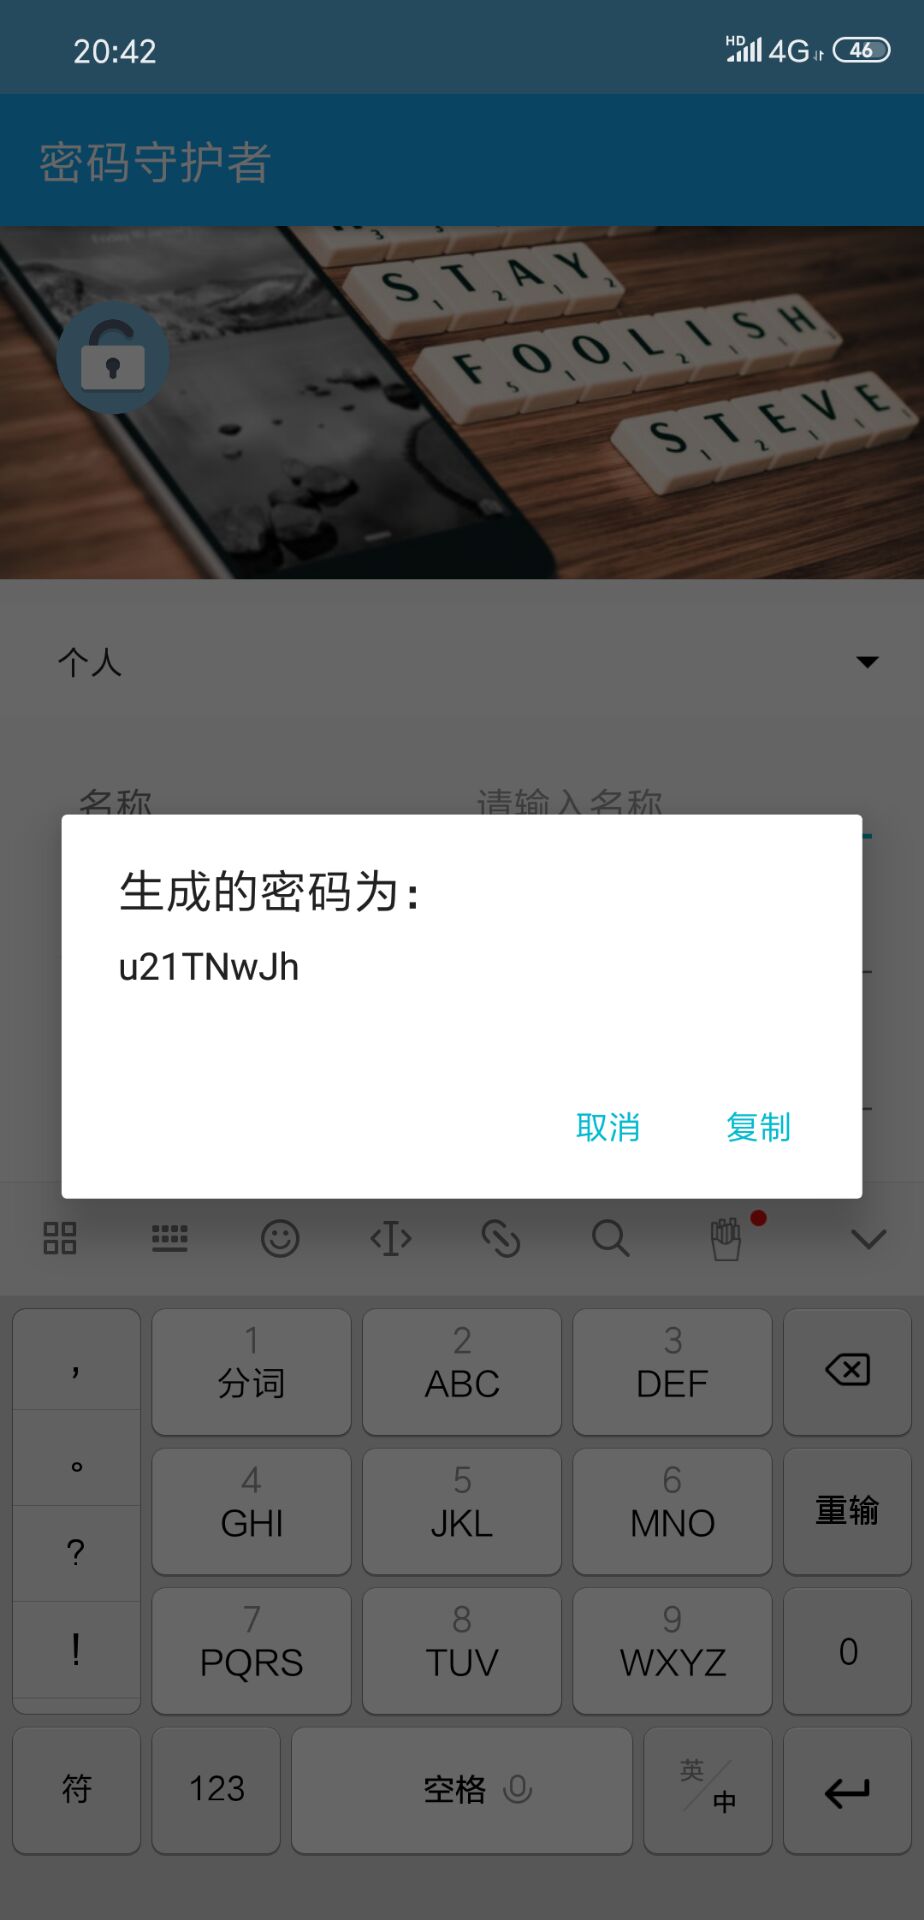 20:42
HD 4G 46
密码守护者
STAY
FOOLISH
STEVE
个人
名称 请输入名称
生成的密码为：
u21TNwJh
取消 复制
， 1 2 3
分词 ABC DEF
。 4 5 6
GHI JKL MNO 重输
? 7 8 9
! PQRS TUV WXYZ 0
符 123 空格 英/中